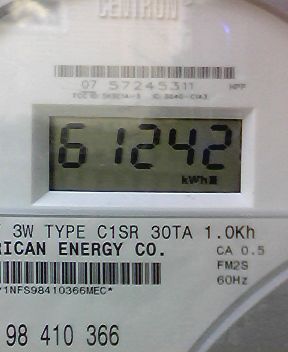 CENTRON
07 57245311 HPF
61242
kWh
3W TYPE C1SR 30TA 1.0Kh
RICAN ENERGY CO. CA 0.5
FM2S
60Hz
1NFS98410366MEC*
98 410 366